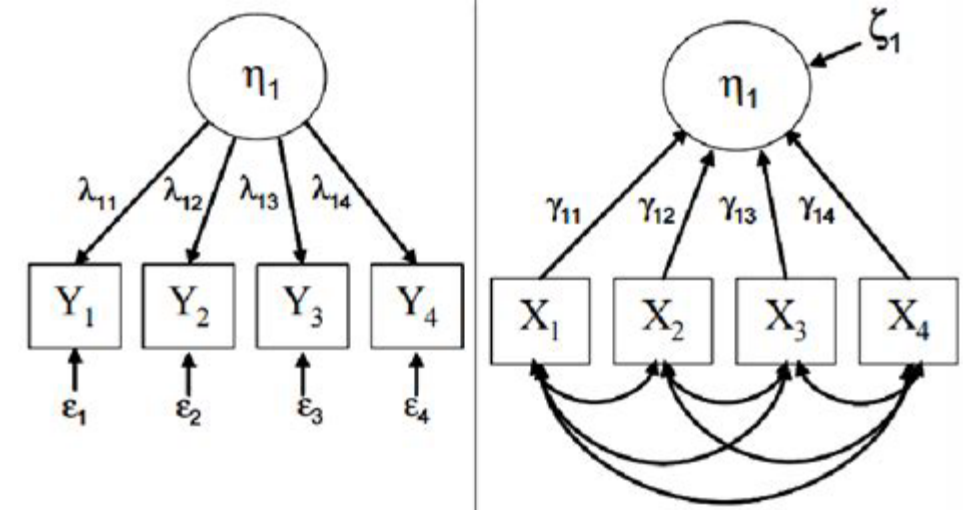 η₁
λ₁₁ λ₁₂ λ₁₃ λ₁₄
Y₁ Y₂ Y₃ Y₄
ε₁ ε₂ ε₃ ε₄
ζ₁
η₁
γ₁₁ γ₁₂ γ₁₃ γ₁₄
X₁ X₂ X₃ X₄